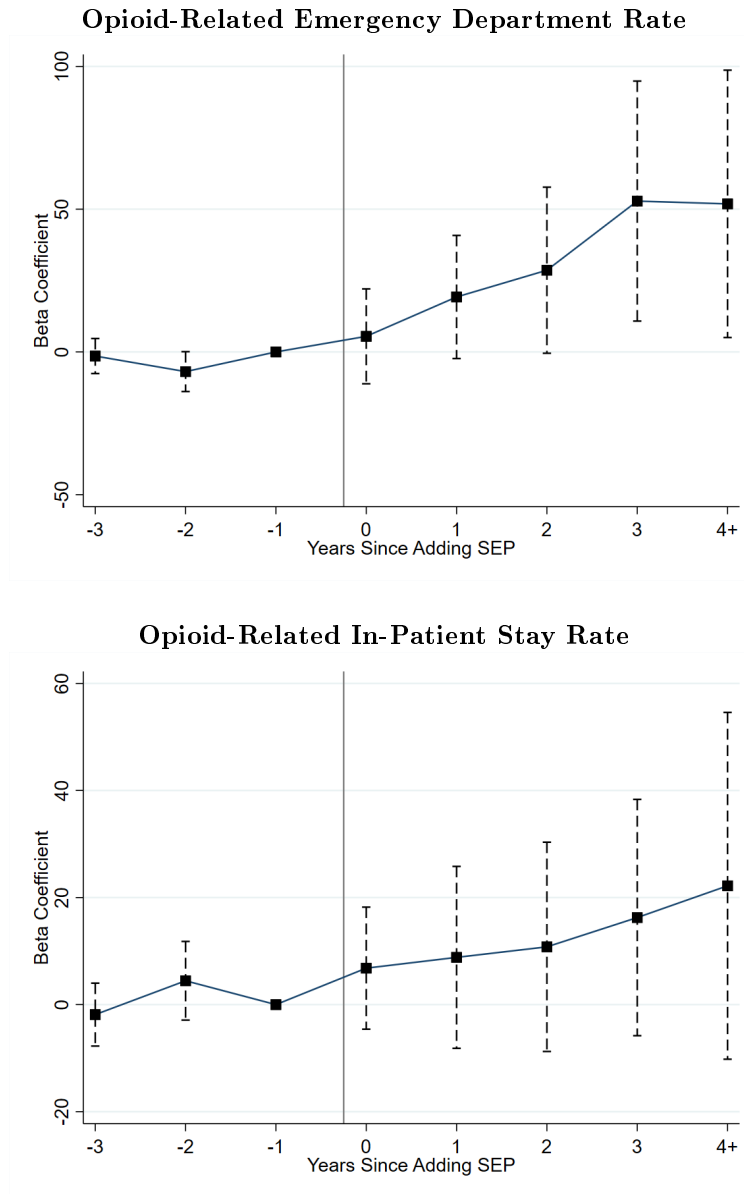 Opioid-Related Emergency Department Rate
100
50
0
-50
Beta Coefficient
-3 -2 -1 0 1 2 3 4+
Years Since Adding SEP
Opioid-Related In-Patient Stay Rate
60
40
20
0
-20
Beta Coefficient
-3 -2 -1 0 1 2 3 4+
Years Since Adding SEP